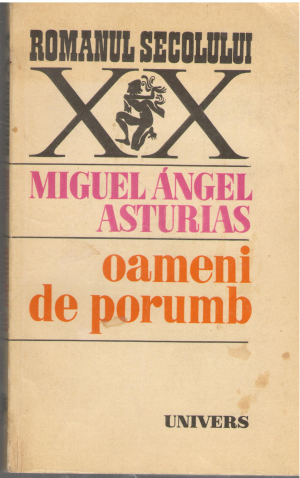 ROMANUL SECOLULUI
XX
MIGUEL ÁNGEL
ASTURIAS
oameni
de porumb
UNIVERS